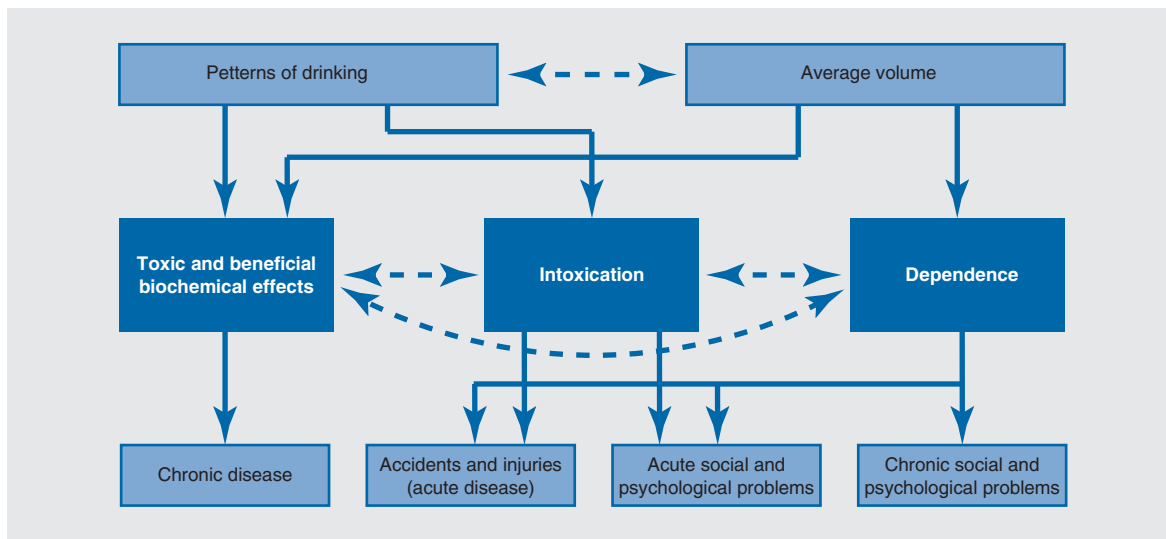 Petterns of drinking
Average volume
Toxic and beneficial
biochemical effects
Intoxication
Dependence
Chronic disease
Accidents and injuries
(acute disease)
Acute social and
psychological problems
Chronic social and
psychological problems